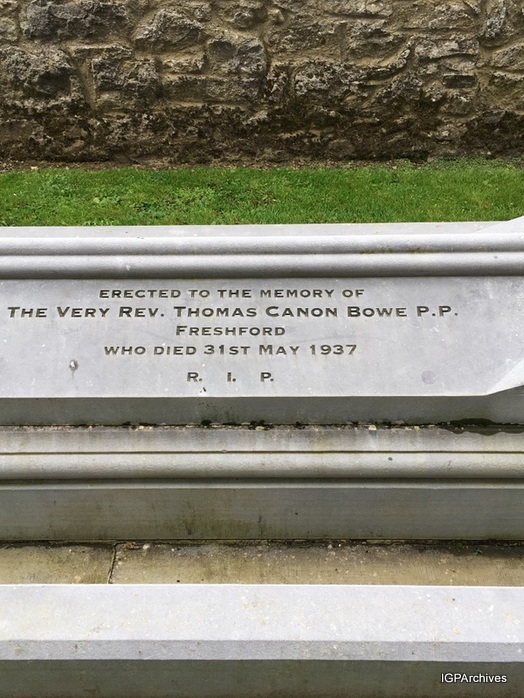 ERECTED TO THE MEMORY OF
THE VERY REV. THOMAS CANON BOWE P.P.
FRESHFORD
WHO DIED 31ST MAY 1937
R. I. P.
IGPArchives